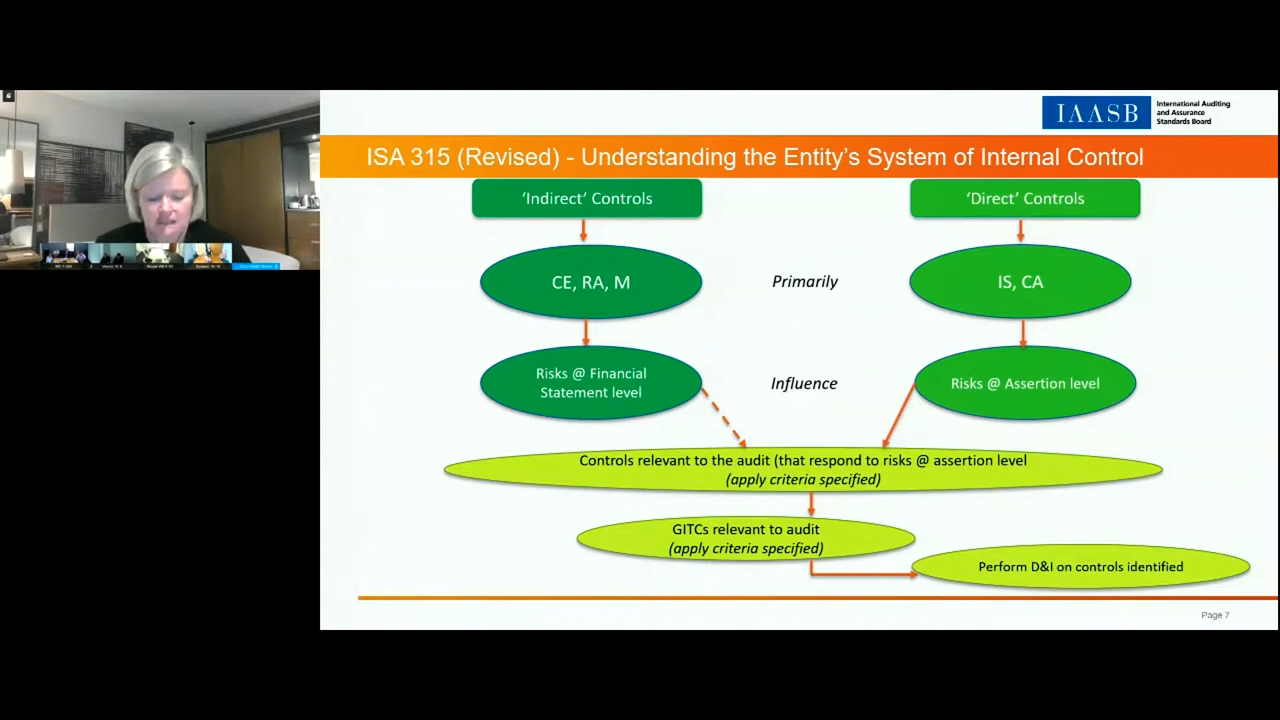 IAASB
International Auditing
and Assurance
Standards Board
ISA 315 (Revised) - Understanding the Entity's System of Internal Control
'Indirect' Controls
'Direct' Controls
CE, RA, M
Primarily
IS, CA
Risks @ Financial
Statement level
Influence
Risks @ Assertion level
Controls relevant to the audit (that respond to risks @ assertion level
(apply criteria specified)
GITCs relevant to audit
(apply criteria specified)
Perform D&I on controls identified
Page 7